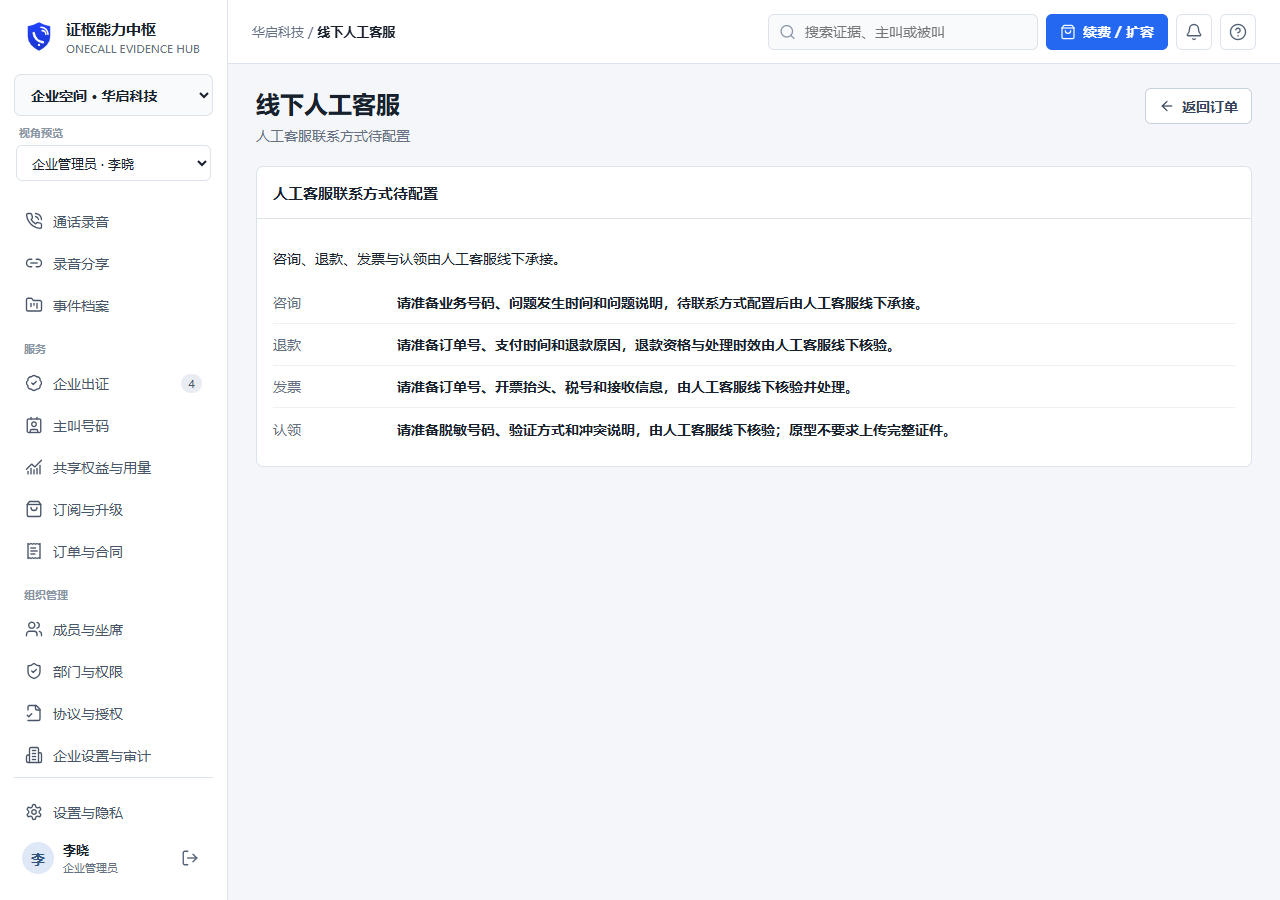 证枢能力中枢
ONECALL EVIDENCE HUB
企业空间 • 华启科技
视角预览
企业管理员 · 李晓
通话录音
录音分享
事件档案
服务
企业出证 4
主叫号码
共享权益与用量
订阅与升级
订单与合同
组织管理
成员与坐席
部门与权限
协议与授权
企业设置与审计
设置与隐私
李 李晓
企业管理员
华启科技 / 线下人工客服
搜索证据、主叫或被叫
续费 / 扩容
线下人工客服
人工客服联系方式待配置
返回订单
人工客服联系方式待配置
咨询、退款、发票与认领由人工客服线下承接。
咨询 请准备业务号码、问题发生时间和问题说明，待联系方式配置后由人工客服线下承接。
退款 请准备订单号、支付时间和退款原因，退款资格与处理时效由人工客服线下核验。
发票 请准备订单号、开票抬头、税号和接收信息，由人工客服线下核验并处理。
认领 请准备脱敏号码、验证方式和冲突说明，由人工客服线下核验；原型不要求上传完整证件。